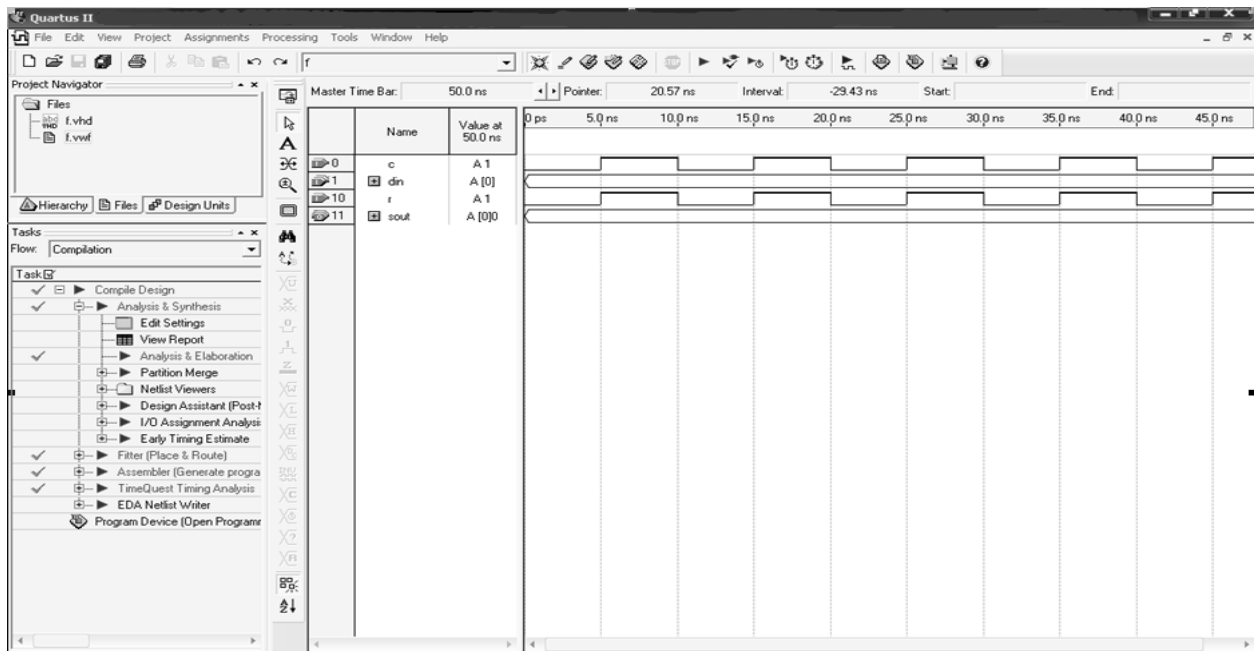 Quartus II
File Edit View Project Assignments Processing Tools Window Help
f
Project Navigator
Files
f.vhd
f.vwf
Hierarchy Files Design Units
Tasks
Flow: Compilation
Task
Compile Design
Analysis & Synthesis
Edit Settings
View Report
Analysis & Elaboration
Partition Merge
Netlist Viewers
Design Assistant (Post-
I/O Assignment Analysi
Early Timing Estimate
Fitter (Place & Route)
Assembler (Generate progra
TimeQuest Timing Analysis
EDA Netlist Writer
Program Device (Open Programr
Master Time Bar: 50.0 ns Pointer: 20.57 ns Interval: -29.43 ns Start: End:
Name Value at 50.0 ns
0 ps 5.0 ns 10.0 ns 15.0 ns 20.0 ns 25.0 ns 30.0 ns 35.0 ns 40.0 ns 45.0 ns
0 c A 1
1 din A [0]
10 r A 1
11 sout A [0]0